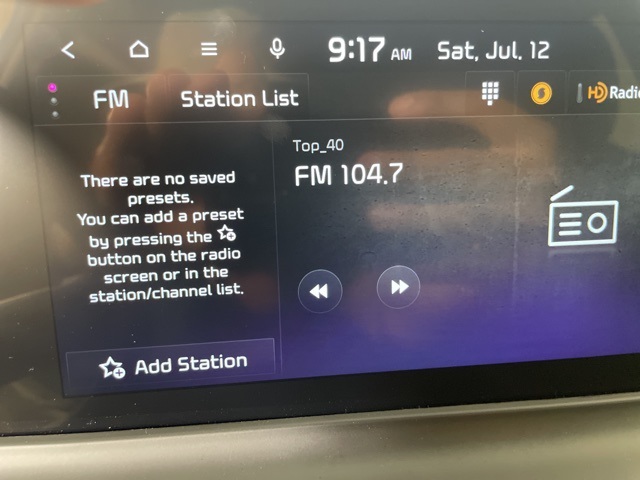 9:17 AM Sat, Jul, 12
FM Station List HD Radio
Top_40
FM 104.7
There are no saved
presets.
You can add a preset
by pressing the
button on the radio
screen or in the
station/channel list.
Add Station